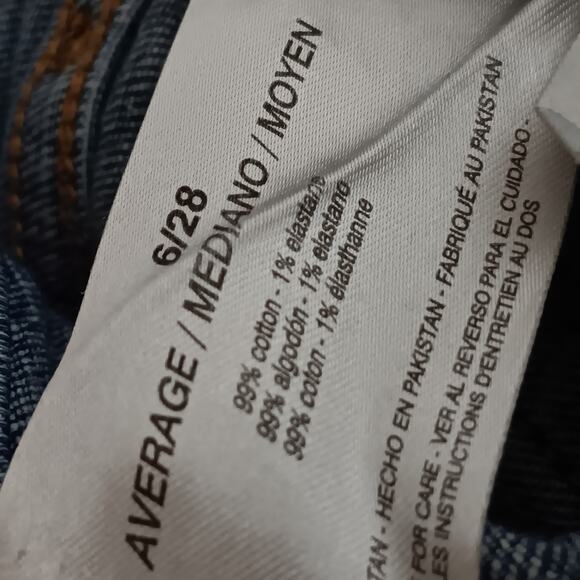 6/28
AVERAGE / MEDIANO / MOYEN
99% cotton - 1% elastane
99% algodón - 1% elastano
99% coton - 1% élasthanne
- HECHO EN PAKISTAN - FABRIQUÉ AU PAKISTAN
FOR CARE - VER AL REVERSO PARA EL CUIDADO -
INSTRUCTIONS D'ENTRETIEN AU DOS